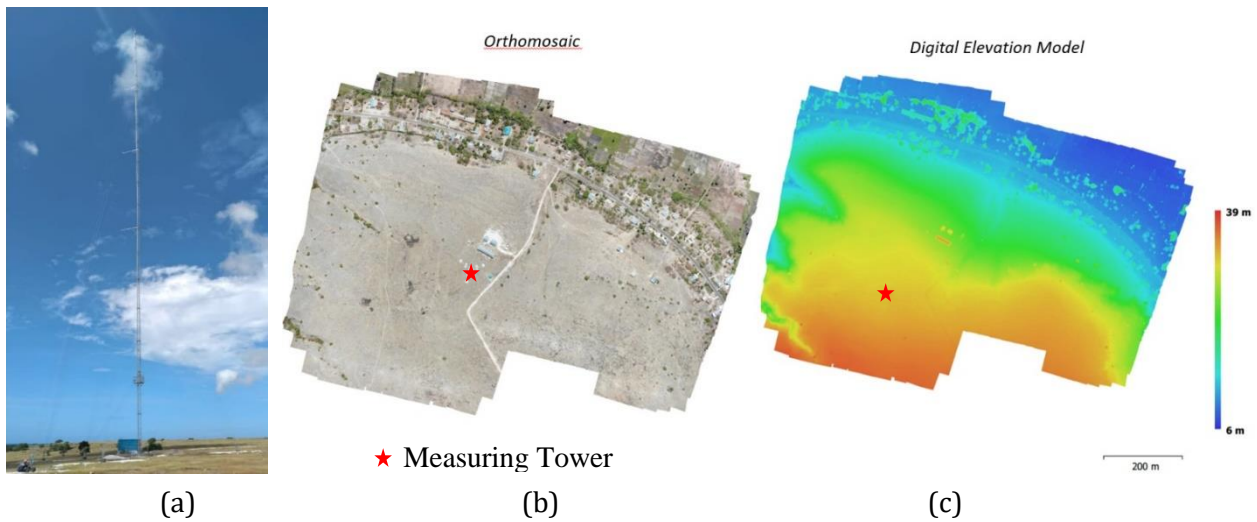 Orthomosaic
Digital Elevation Model
39 m
6 m
200 m
★ Measuring Tower
(a)
(b)
(c)